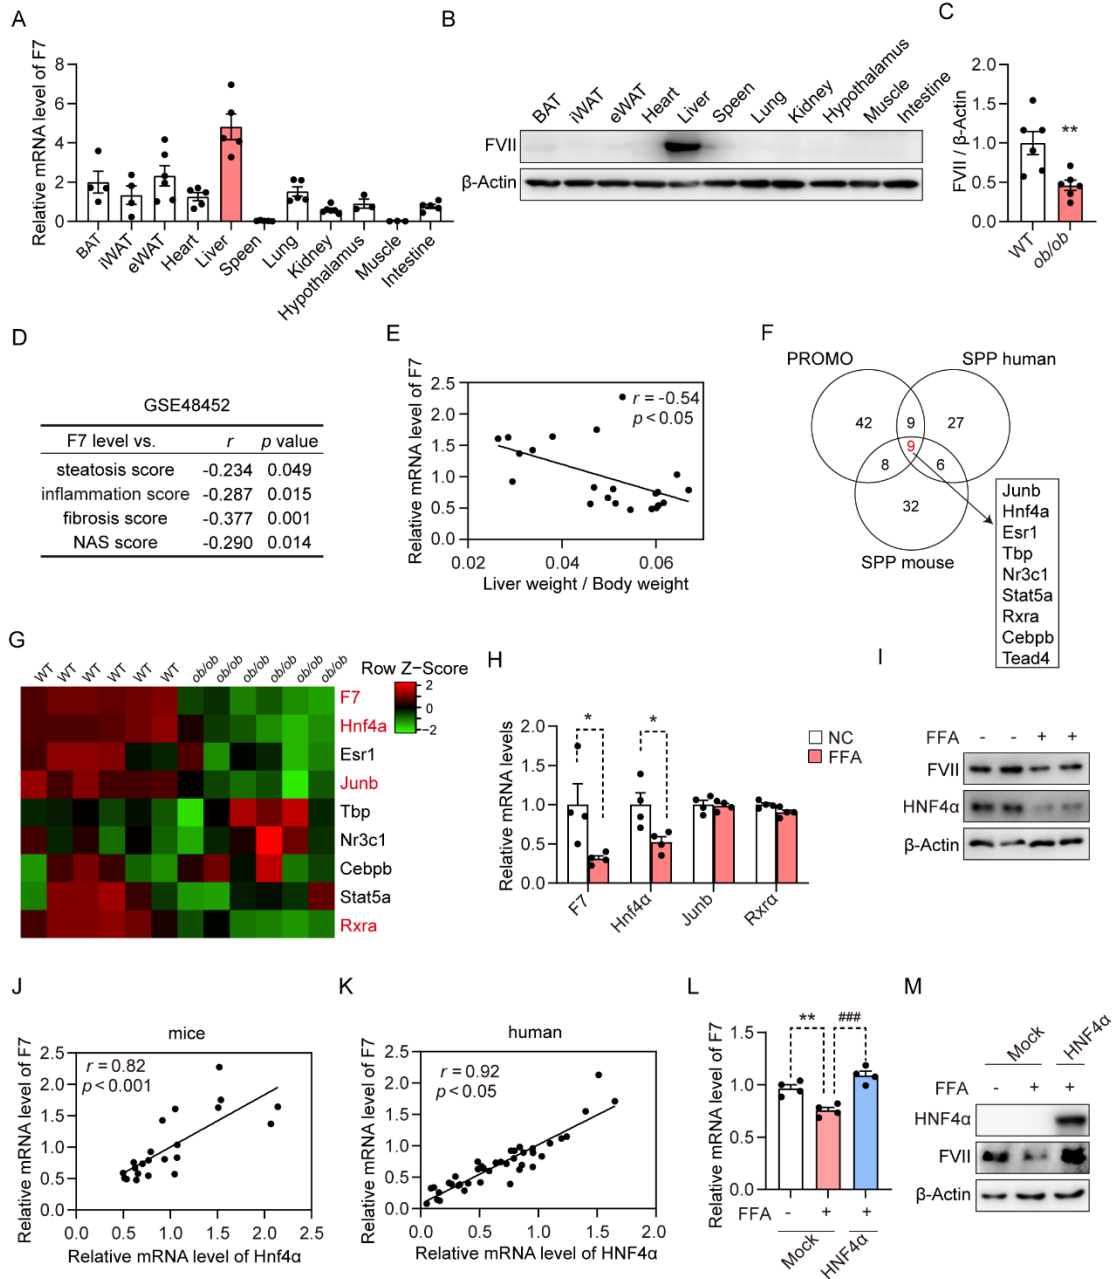 A
Relative mRNA level of F7
8
6
4
2
0
BAT
iWAT
eWAT
Heart
Liver
Speen
Lung
Kidney
Hypothalamus
Muscle
Intestine
B
BAT
iWAT
eWAT
Heart
Liver
Speen
Lung
Kidney
Hypothalamus
Muscle
Intestine
FVII
β-Actin
C
FVII / β-Actin
2.0
1.5
1.0
0.5
0.0
**
WT
ob/ob
D
GSE48452
F7 level vs. r p value
steatosis score -0.234 0.049
inflammation score -0.287 0.015
fibrosis score -0.377 0.001
NAS score -0.290 0.014
E
Relative mRNA level of F7
2.5
2.0
1.5
1.0
0.5
0.0
r = -0.54
p < 0.05
0.02 0.04 0.06
Liver weight / Body weight
F
PROMO SPP human
42 9 27
9
8 6
32
SPP mouse
Junb
Hnf4a
Esr1
Tbp
Nr3c1
Stat5a
Rxra
Cebpb
Tead4
G
WT WT WT WT WT WT ob/ob ob/ob ob/ob ob/ob ob/ob ob/ob
Row Z−Score
2
1
0
−2
F7
Hnf4a
Esr1
Junb
Tbp
Nr3c1
Cebpb
Stat5a
Rxra
H
Relative mRNA levels
2.0
1.5
1.0
0.5
0.0
* *
NC
FFA
F7
Hnf4α
Junb
Rxrα
I
FFA - - + +
FVII
HNF4α
β-Actin
J
mice
Relative mRNA level of F7
2.5
2.0
1.5
1.0
0.5
0.0
r = 0.82
p < 0.001
0.0 0.5 1.0 1.5 2.0 2.5
Relative mRNA level of Hnf4α
K
human
Relative mRNA level of F7
2.5
2.0
1.5
1.0
0.5
0.0
r = 0.92
p < 0.05
0.0 0.5 1.0 1.5 2.0
Relative mRNA level of HNF4α
L
Relative mRNA level of F7
1.5
1.0
0.5
0.0
** ###
FFA - + +
Mock
HNF4α
M
Mock
HNF4α
FFA - + +
HNF4α
FVII
β-Actin